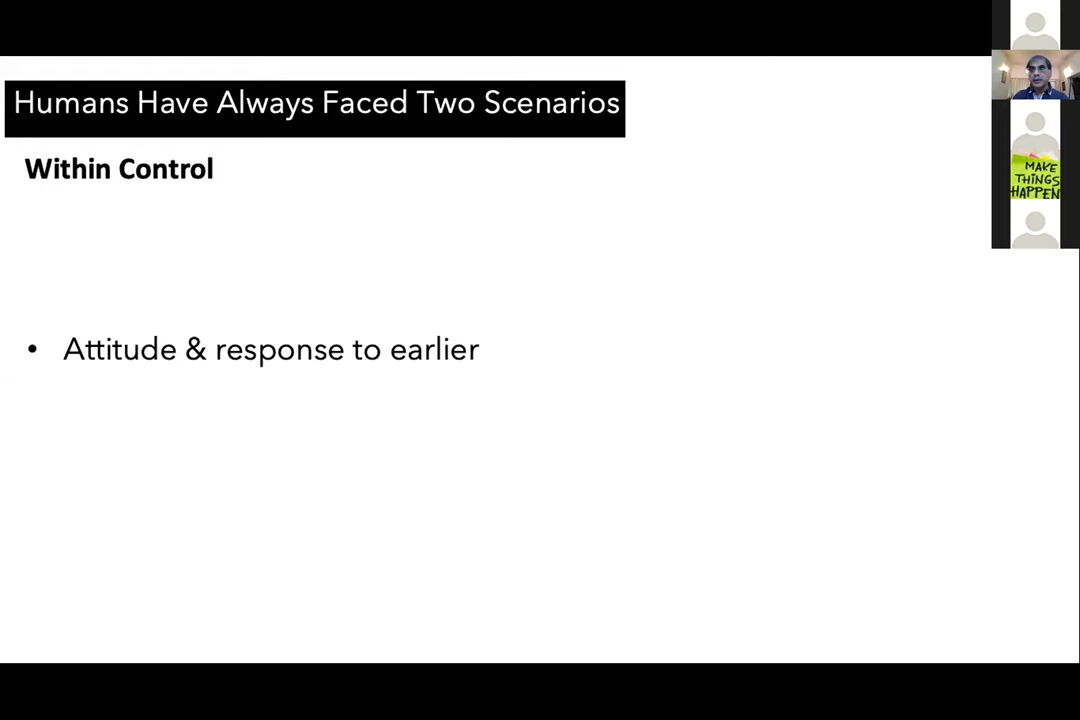 Humans Have Always Faced Two Scenarios
Within Control
• Attitude & response to earlier
MAKE
THINGS
HAPPEN